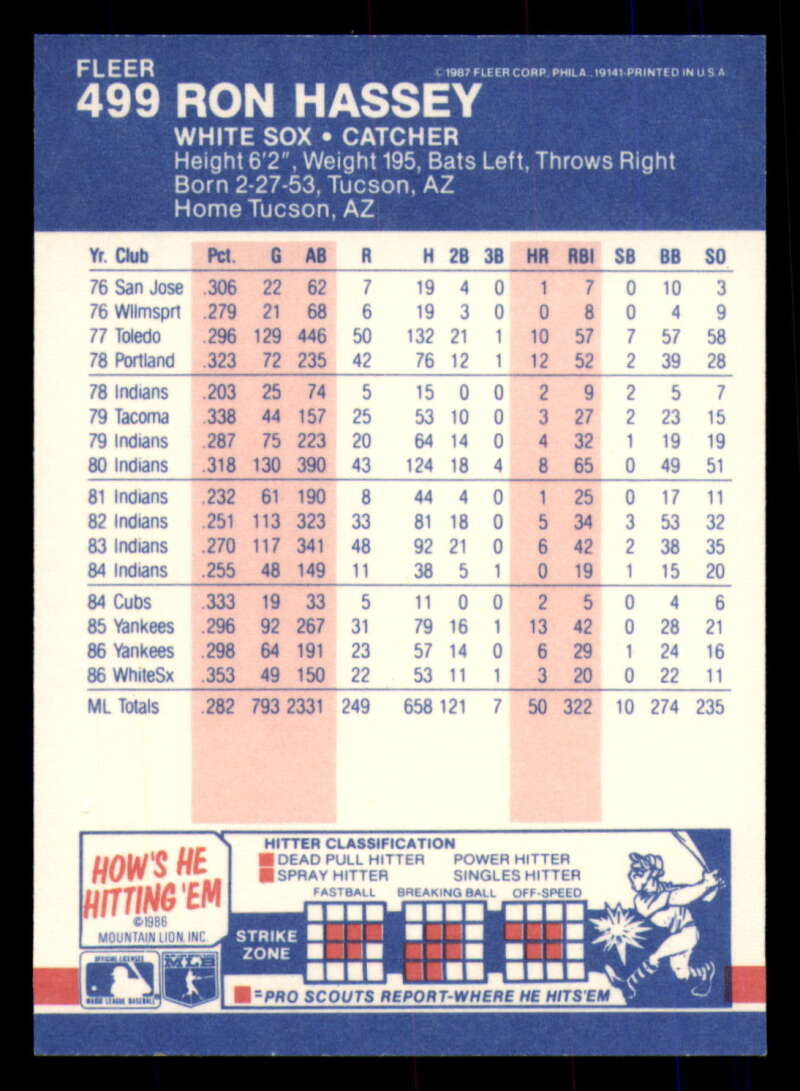 FLEER
©1987 FLEER CORP. PHILA., 19141-PRINTED IN U.S.A.
499 RON HASSEY
WHITE SOX • CATCHER
Height 6'2", Weight 195, Bats Left, Throws Right
Born 2-27-53, Tucson, AZ
Home Tucson, AZ
Yr. Club Pct. G AB R H 2B 3B HR RBI SB BB SO
76 San Jose .306 22 62 7 19 4 0 1 7 0 10 3
76 Wllmsprt .279 21 68 6 19 3 0 0 8 0 4 9
77 Toledo .296 129 446 50 132 21 1 10 57 7 57 58
78 Portland .323 72 235 42 76 12 1 12 52 2 39 28
78 Indians .203 25 74 5 15 0 0 2 9 2 5 7
79 Tacoma .338 44 157 25 53 10 0 3 27 2 23 15
79 Indians .287 75 223 20 64 14 0 4 32 1 19 19
80 Indians .318 130 390 43 124 18 4 8 65 0 49 51
81 Indians .232 61 190 8 44 4 0 1 25 0 17 11
82 Indians .251 113 323 33 81 18 0 5 34 3 53 32
83 Indians .270 117 341 48 92 21 0 6 42 2 38 35
84 Indians .255 48 149 11 38 5 1 0 19 1 15 20
84 Cubs .333 19 33 5 11 0 0 2 5 0 4 6
85 Yankees .296 92 267 31 79 16 1 13 42 0 28 21
86 Yankees .298 64 191 23 57 14 0 6 29 1 24 16
86 WhiteSx .353 49 150 22 53 11 1 3 20 0 22 11
ML Totals .282 793 2331 249 658 121 7 50 322 10 274 235
HOW'S HE
HITTING 'EM
©1986
MOUNTAIN LION, INC.
HITTER CLASSIFICATION
DEAD PULL HITTER POWER HITTER
SPRAY HITTER SINGLES HITTER
FASTBALL BREAKING BALL OFF-SPEED
STRIKE
ZONE
OFFICIAL LICENSEE
MAJOR LEAGUE BASEBALL
MLB
=PRO SCOUTS REPORT-WHERE HE HITS'EM